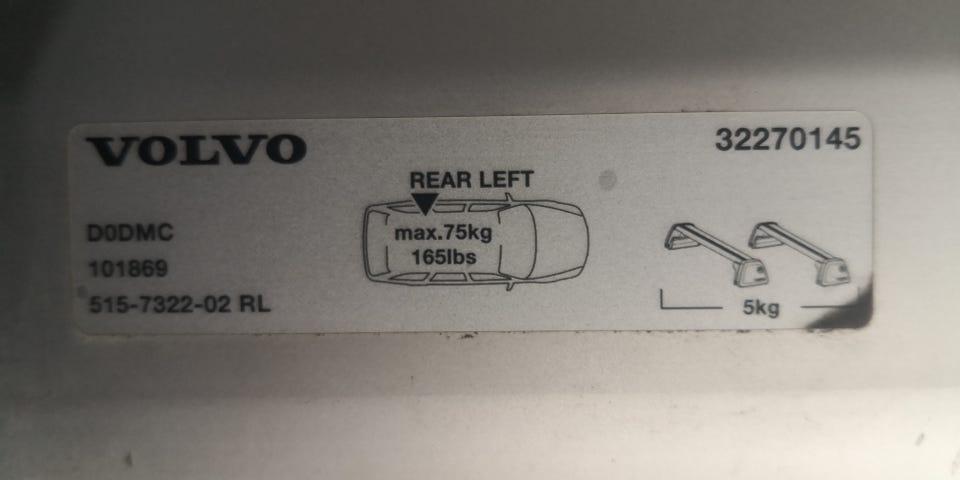 VOLVO
32270145
REAR LEFT
max.75kg
165lbs
D0DMC
101869
515-7322-02 RL
5kg